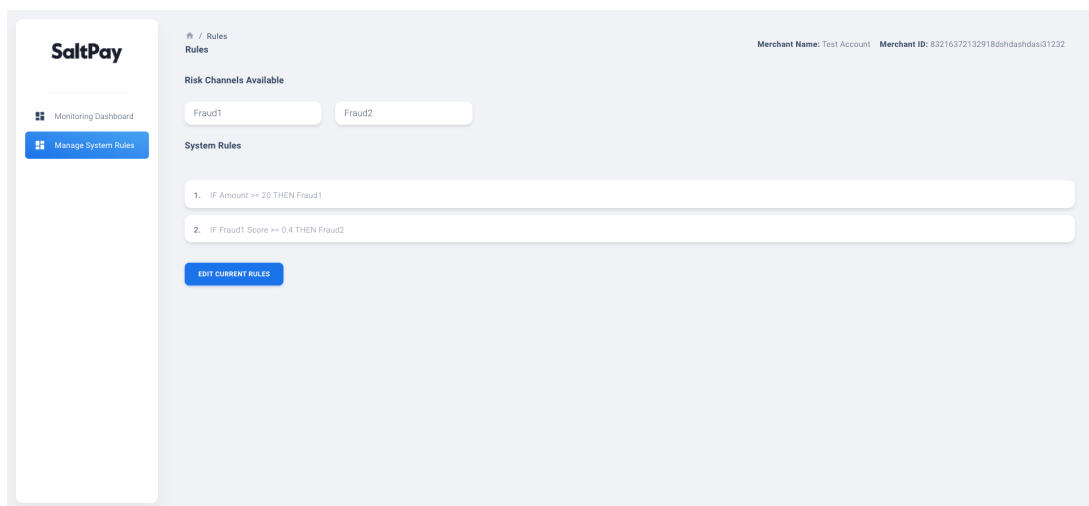 SaltPay
Monitoring Dashboard
Manage System Rules
/ Rules
Rules
Merchant Name: Test Account Merchant ID: 83216372132918dshdashdasi31232
Risk Channels Available
Fraud1
Fraud2
System Rules
1. IF Amount >= 20 THEN Fraud1
2. IF Fraud1 Score >= 0.4 THEN Fraud2
EDIT CURRENT RULES